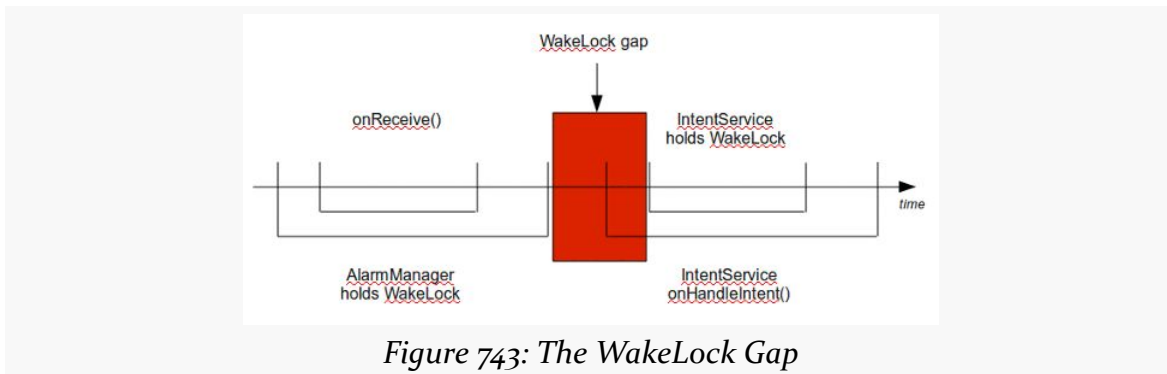 WakeLock gap
onReceive()
IntentService
holds WakeLock
time
AlarmManager
holds WakeLock
IntentService
onHandleIntent()
Figure 743: The WakeLock Gap